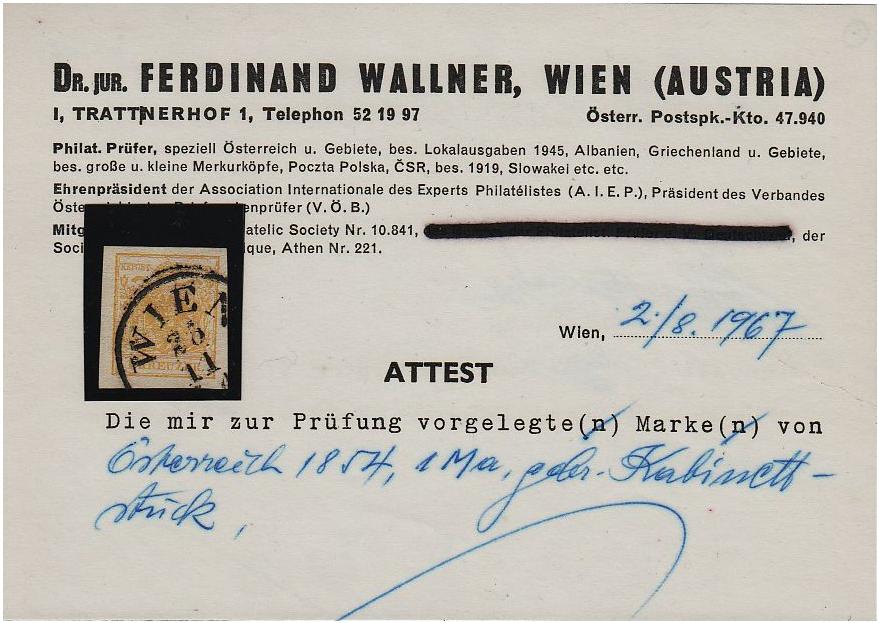 DR. JUR. FERDINAND WALLNER, WIEN (AUSTRIA)
I, TRATTNERHOF 1, Telephon 52 19 97 Österr. Postspk.-Kto. 47.940
Philat. Prüfer, speziell Österreich u. Gebiete, bes. Lokalausgaben 1945, Albanien, Griechenland u. Gebiete,
bes. große u. kleine Merkurköpfe, Poczta Polska, ČSR, bes. 1919, Slowakei etc. etc.
Ehrenpräsident der Association Internationale des Experts Philatélistes (A. I. E. P.), Präsident des Verbandes
Öster enprüfer (V. Ö. B.)
Mitg atelic Society Nr. 10.841, der
Soci que, Athen Nr. 221.
WIEN
11
KREUZ
Wien, 2./8. 1967
ATTEST
Die mir zur Prüfung vorgelegte(n) Marke(n) von
Österreich 1854, 1 Ma, gebr. Kabinett-
stück,